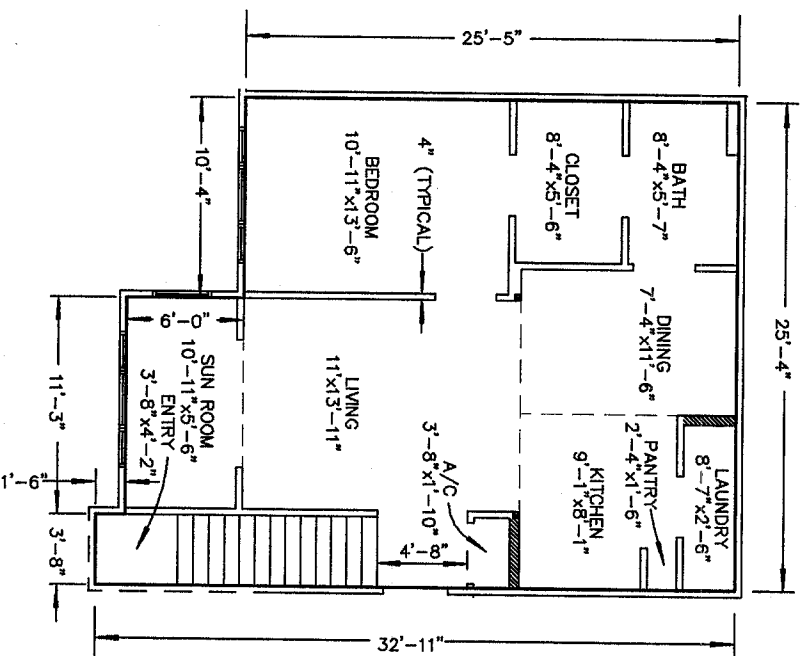 25'-5"
10'-4"
BEDROOM
10'-11"x13'-6"
4" (TYPICAL)
CLOSET
8'-4"x5'-6"
BATH
8'-4"x5'-7"
25'-4"
6'-0"
11'-3"
SUN ROOM
10'-11"x5'-6"
ENTRY
3'-8"x4'-2"
LIVING
11'x13'-11"
DINING
7'-4"x11'-6"
A/C
3'-8"x1'-10"
KITCHEN
9'-1"x8'-1"
PANTRY
2'-4"x1'-6"
LAUNDRY
8'-7"x2'-6"
1'-6"
3'-8"
4'-8"
32'-11"